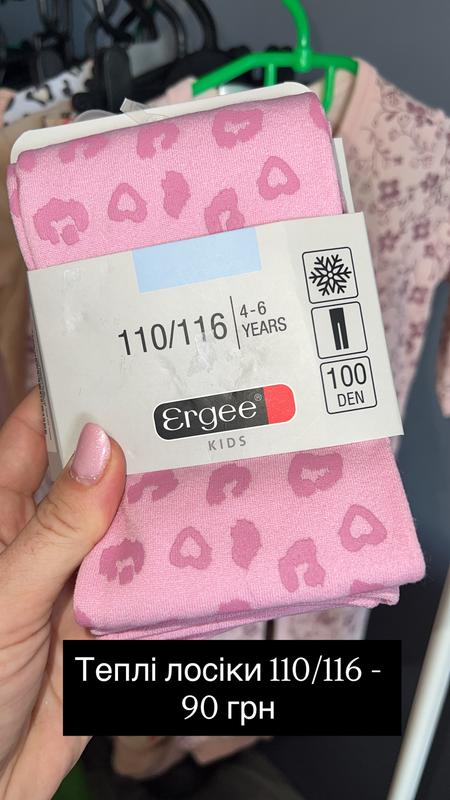 110/116
4-6
YEARS
100
DEN
Ergee®
KIDS
Теплі лосіки 110/116 -
90 грн